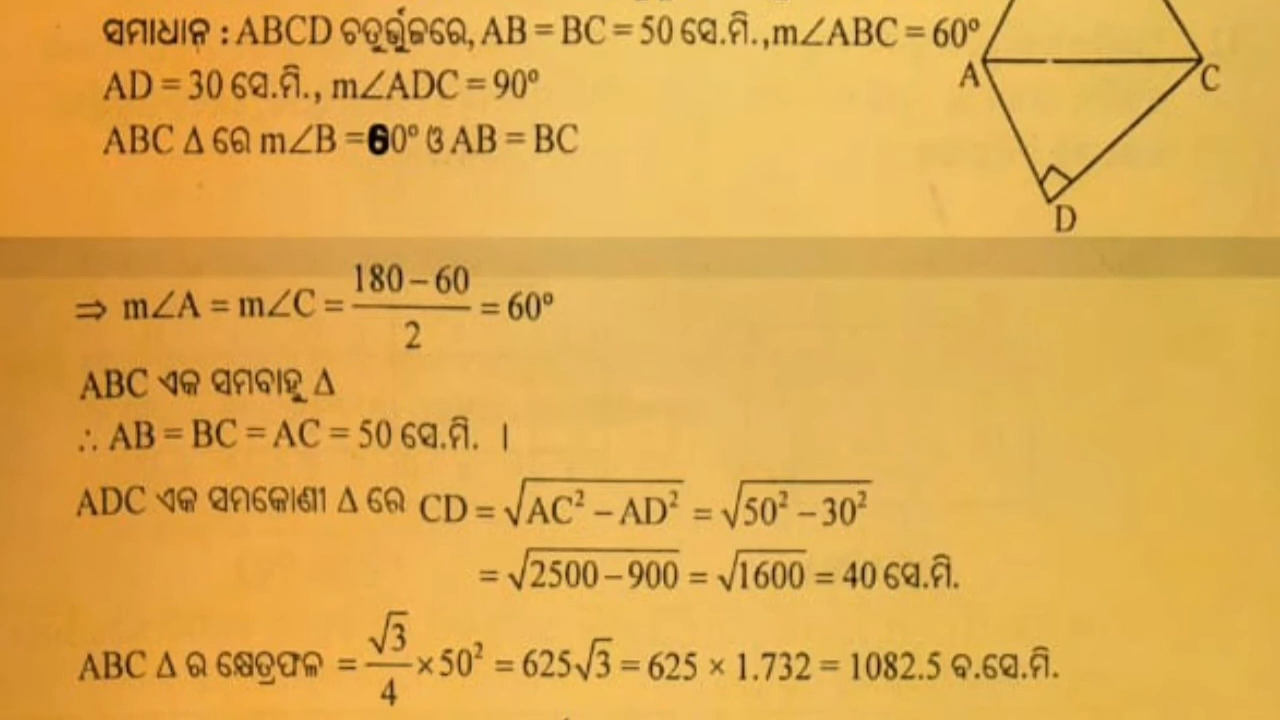 ସମାଧାନ : ABCD ଚତୁର୍ଭୁଜରେ, AB = BC = 50 ସେ.ମି.,m∠ABC = 60°
AD = 30 ସେ.ମି., m∠ADC = 90°
ABC Δ ରେ m∠B = 60° ଓ AB = BC
A
C
D
⇒ m∠A = m∠C = (180 – 60)/2 = 60°
ABC ଏକ ସମବାହୁ Δ
∴ AB = BC = AC = 50 ସେ.ମି. ।
ADC ଏକ ସମକୋଣୀ Δ ରେ CD = √(AC² – AD²) = √(50² – 30²)
= √(2500 – 900) = √1600 = 40 ସେ.ମି.
ABC Δ ର କ୍ଷେତ୍ରଫଳ = √3/4 × 50² = 625√3 = 625 × 1.732 = 1082.5 ବ.ସେ.ମି.